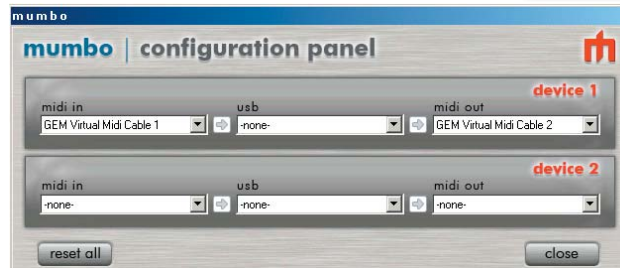 mumbo
mumbo | configuration panel
device 1
midi in usb midi out
GEM Virtual Midi Cable 1 -none- GEM Virtual Midi Cable 2
device 2
midi in usb midi out
-none- -none- -none-
reset all close